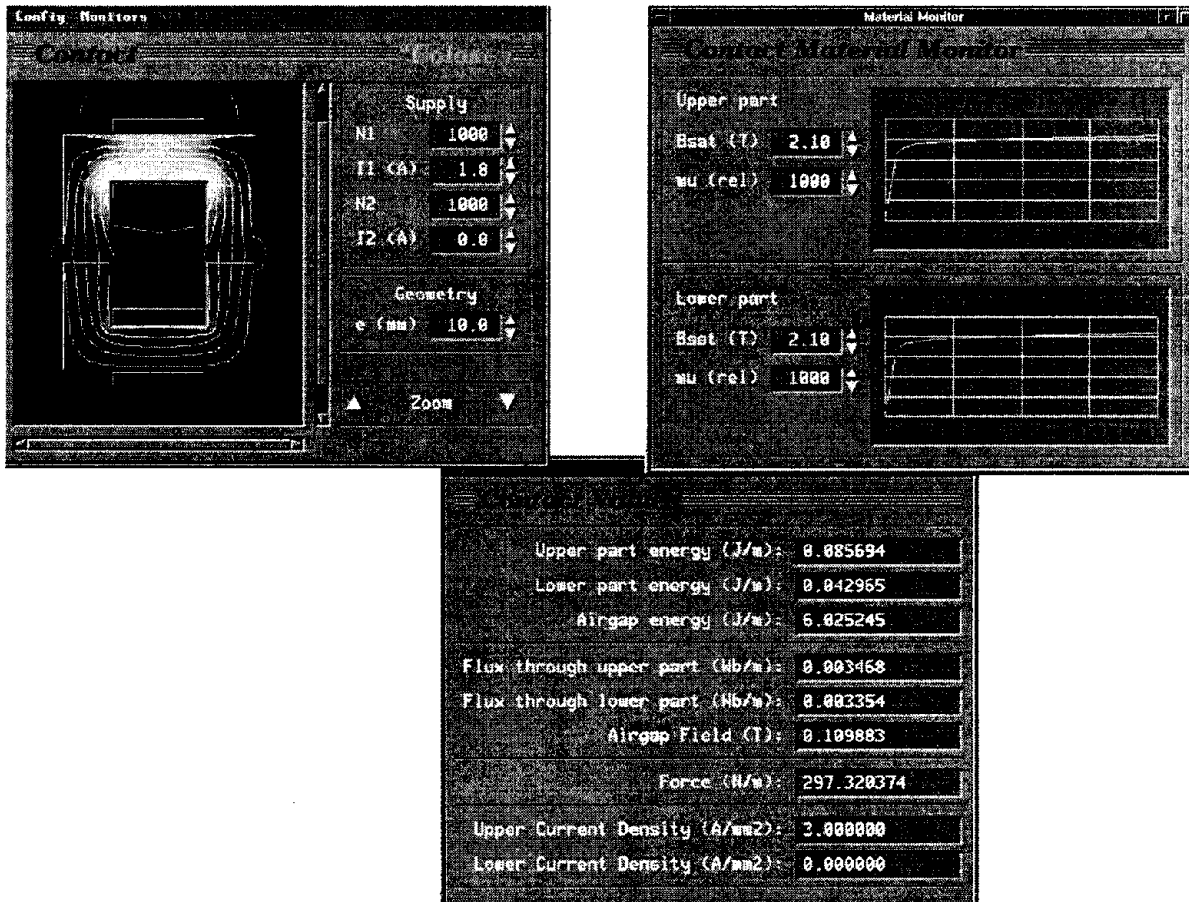 Config Monitors
Contact
Supply
N1 1000
I1 (A) 1.8
N2 1000
I2 (A) 0.0
Geometry
e (mm) 10.0
Zoom
Material Monitor
Contact Material Monitor
Upper part
Bsat (T) 2.10
mu (rel) 1000
Lower part
Bsat (T) 2.10
mu (rel) 1000
Upper part energy (J/m): 0.085694
Lower part energy (J/m): 0.042965
Airgap energy (J/m): 6.025245
Flux through upper part (Wb/m): 0.003468
Flux through lower part (Wb/m): 0.003354
Airgap Field (T): 0.109883
Force (N/m): 297.320374
Upper Current Density (A/mm2): 3.000000
Lower Current Density (A/mm2): 0.000000